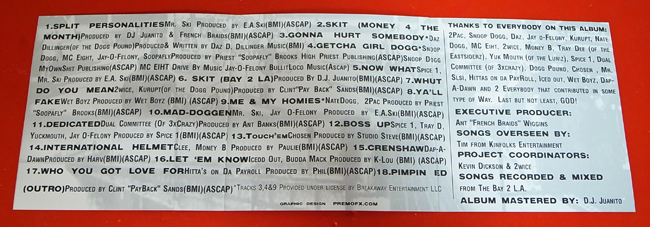 1.SPLIT PERSONALITIESMR. SKI PRODUCED BY E.A.SKI(BMI)(ASCAP) 2.SKIT (MONEY 4 THE
MONTH)PRODUCED BY DJ JUANITO & FRENCH BRAIDS(BMI)(ASCAP) 3.GONNA HURT SOMEBODY*DAZ
DILLINGER(OF THE DOGG POUND)PRODUCED& WRITTEN BY DAZ D. DILLINGER MUSIC(BMI) 4.GETCHA GIRL DOGG*SNOOP
DOGG, MC EIGHT, JAY-O-FELONY, SOOPAFLYPRODUCED BY PRIEST "SOOPAFLY" BROOKS HIGH PRIEST PUBLISHING(ASCAP) SNOOP DOGG
MYOWNSHIT PUBLISHING(ASCAP) MC EIHT DRIVE BY MUSIC JAY-O-FELONY BULLITLOCO MUSIC(ASCAP) 5.NOW WHATSPICE 1,
MR. SKI PRODUCED BY E.A. SKI(BMI)(ASCAP) 6. SKIT (BAY 2 LA)PRODUCED BY D.J. JUANITO(BMI)(ASCAP) 7.WHUT
DO YOU MEAN2WICE, KURUPT(OF THE DOGG POUND)PRODUCED BY CLINT"PAY BACK" SANDS(BMI)(ASCAP) 8.YA'LL
FAKEWET BOYZ PRODUCED BY WET BOYZ (BMI) (ASCAP) 9.ME & MY HOMIES*NATEDOGG, 2PAC PRODUCED BY PRIEST
"SOOPAFLY" BROOKS(BMI)(ASCAP) 10.MAD-DOGGENMR. SKI, JAY O-FELONY PRODUCED BY E.A.SKI(BMI)(ASCAP)
11.DEDICATEDDUAL COMMITTEE (OR 3XCRAZY)PRODUCED BY ANT BANKS(BMI)(ASCAP) 12.BOSS UPSPICE 1, TRAY D,
YUCKMOUTH, JAY O-FELONY PRODUCED BY SPICE 1(BMI)(ASCAP) 13.TOUCH'EMCHOSEN PRODUCED BY STUDIO STEVE(BMI)(ASCAP)
14.INTERNATIONAL HELMETCLEE, MONEY B PRODUCED BY PAULIE(BMI)(ASCAP) 15.CRENSHAWDAF-A-
DAWNPRODUCED BY HARV(BMI)(ASCAP) 16.LET 'EM KNOWICEDD OUT, BUDDA MACK PRODUCED BY K-LOU (BMI) (ASCAP)
17.WHO YOU GOT LOVE FORHITTA'S ON DA PAYROLL PRODUCED BY PHIL(BMI)(ASCAP)18.PIMPIN ED
(OUTRO)PRODUCED BY CLINT "PAYBACK" SANDS(BMI)(ASCAP)*TRACKS 3,4&9 PROVIDED UNDER LICENSE BY BREAKAWAY ENTERTAINMENT LLC
GRAPHIC DESIGN PREMOFX.COM
THANKS TO EVERYBODY ON THIS ALBUM:
2PAC, SNOOP DOGG, DAZ, JAY O-FELONY, KURUPT, NATE
DOGG, MC EIHT, 2WICE, MONEY B, TRAY DEE (OF THE
EASTSIDAZ), YUK MOUTH (OF THE LUNIZ), SPICE 1, DUAL
COMMITTEE (OF 3XCRAZY), DOGG POUND, CHOSEN , MR.
SLSI, HITTAS ON DA PAYROLL, ICED OUT, WET BOYZ, DAF-
A-DAWN AND 2 EVERYBODY THAT CONTRIBUTED IN SOME
TYPE OF WAY. LAST BUT NOT LEAST, GOD!
EXECUTIVE PRODUCER:
ANT "FRENCH BRAIDS" WIGGINS
SONGS OVERSEEN BY:
TIM FROM KINFOLKS ENTERTAINMENT
PROJECT COORDINATORS:
KEVIN DICKSON & 2WICE
SONGS RECORDED & MIXED
FROM THE BAY 2 L.A.
ALBUM MASTERED BY: D.J. JUANITO